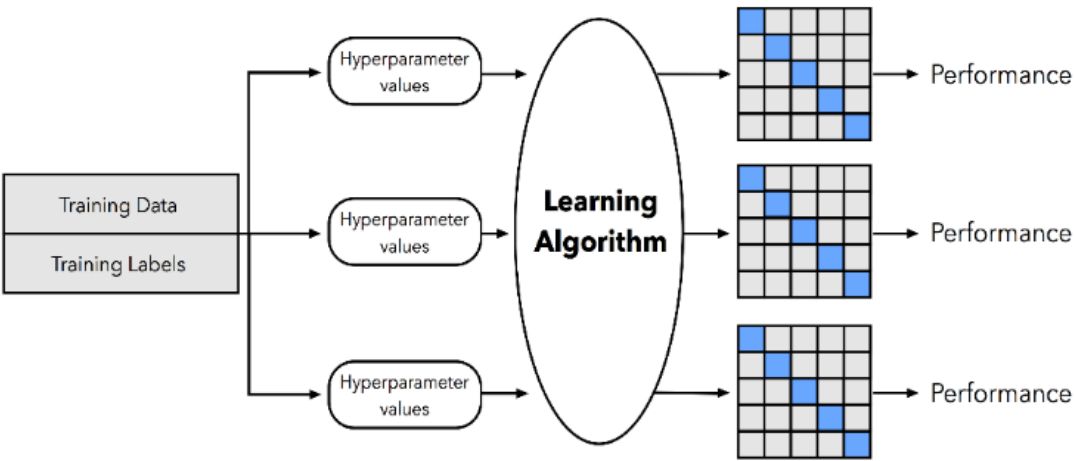 Training Data
Training Labels
Hyperparameter
values
Hyperparameter
values
Hyperparameter
values
Learning
Algorithm
Performance
Performance
Performance